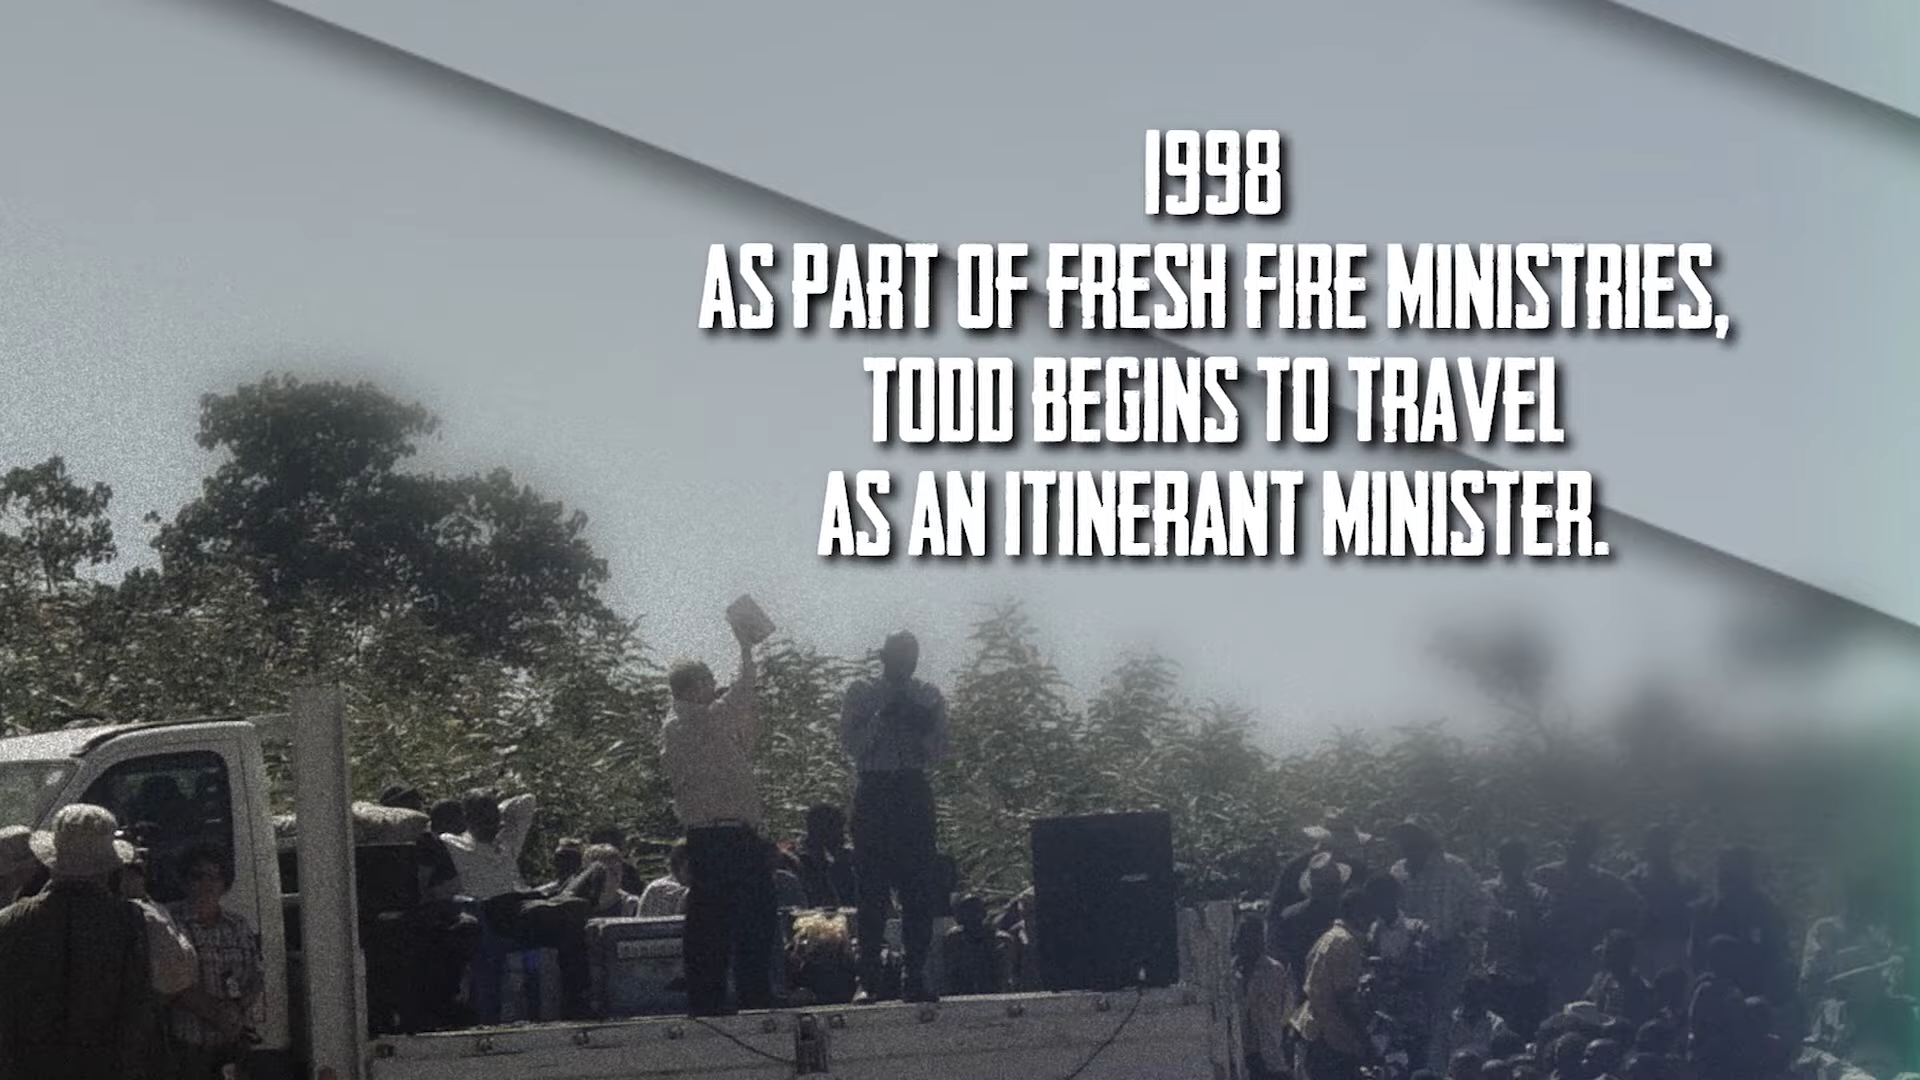 1998
AS PART OF FRESH FIRE MINISTRIES,
TODD BEGINS TO TRAVEL
AS AN ITINERANT MINISTER.